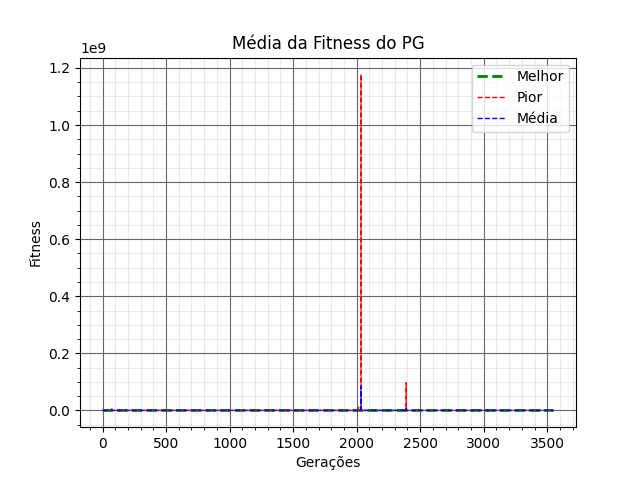 Média da Fitness do PG
1e9
Melhor
Pior
Média
1.2
1.0
0.8
0.6
0.4
0.2
0.0
Fitness
0 500 1000 1500 2000 2500 3000 3500
Gerações